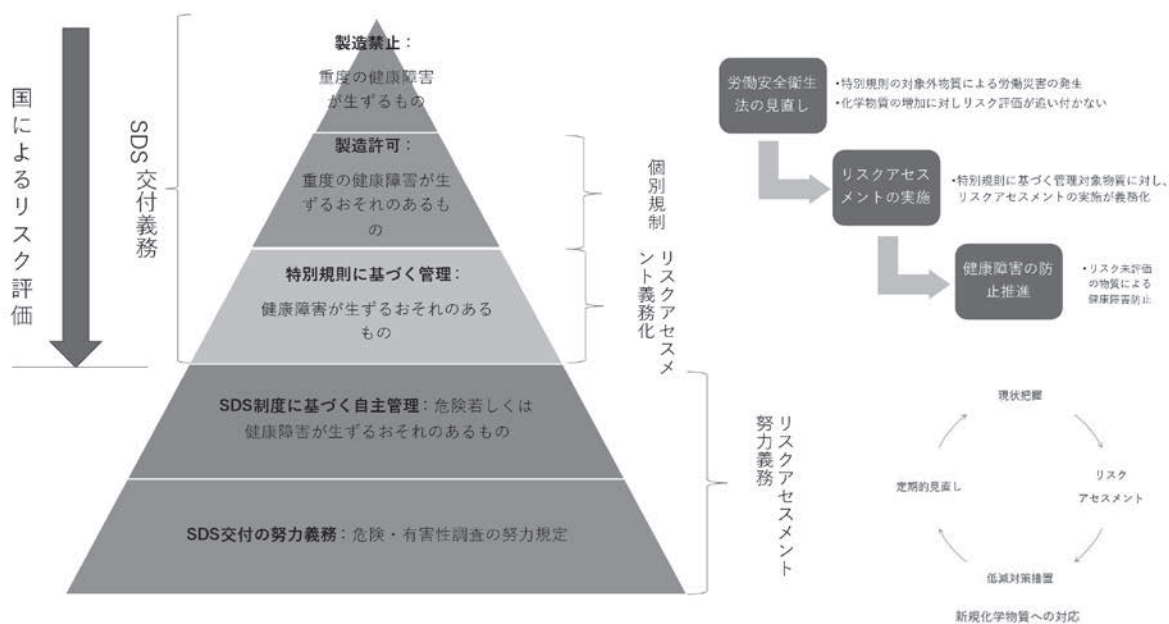 国によるリスク評価
SDS 交付義務
製造禁止：
重度の健康障害
が生ずるもの
製造許可：
重度の健康障害が生
ずるおそれのあるも
の
特別規則に基づく管理：
健康障害が生ずるおそれのある
もの
SDS制度に基づく自主管理：危険若しくは
健康障害が生ずるおそれのあるもの
SDS交付の努力義務：危険・有害性調査の努力規定
個別規制
リスクアセスメ
ント義務化
リスクアセスメント
努力義務
労働安全衛生
法の見直し
•特別規則の対象外物質による労働災害の発生
•化学物質の増加に対しリスク評価が追い付かない
リスクアセス
メントの実施
•特別規則に基づく管理対象物質に対し、
リスクアセスメントの実施が義務化
健康障害の防
止推進
•リスク未評価
の物質による
健康障害防止
現状把握
リスク
アセスメント
低減対策措置
定期的見直し
新規化学物質への対応